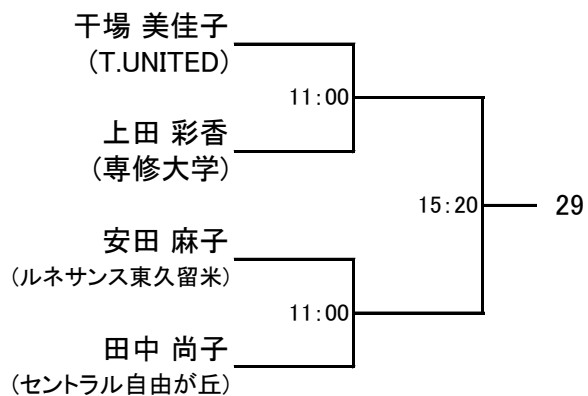 干場 美佳子
(T.UNITED)
11:00
上田 彩香
(専修大学)
15:20
29
安田 麻子
(ルネサンス東久留米)
11:00
田中 尚子
(セントラル自由が丘)